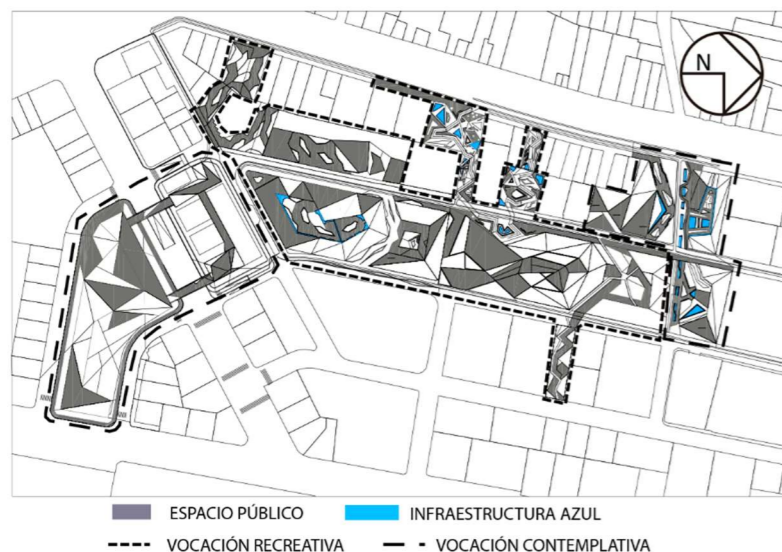 N
ESPACIO PÚBLICO INFRAESTRUCTURA AZUL
VOCACIÓN RECREATIVA VOCACIÓN CONTEMPLATIVA